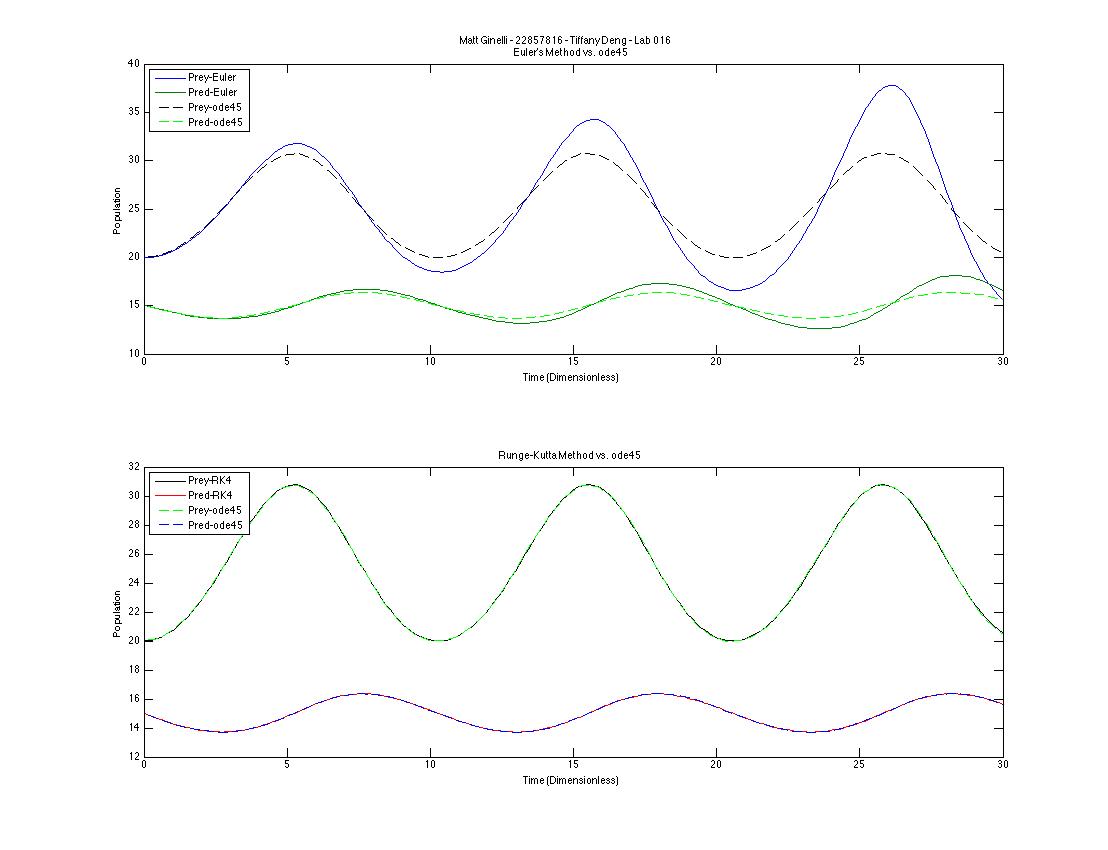 Matt Ginelli - 22857816 - Tiffany Deng - Lab 016
Euler's Method vs. ode45
40
35
30
25
20
15
10
Population
Prey-Euler
Pred-Euler
Prey-ode45
Pred-ode45
0 5 10 15 20 25 30
Time (Dimensionless)
Runge-Kutta Method vs. ode45
32
30
28
26
24
22
20
18
16
14
12
Population
Prey-RK4
Pred-RK4
Prey-ode45
Pred-ode45
0 5 10 15 20 25 30
Time (Dimensionless)